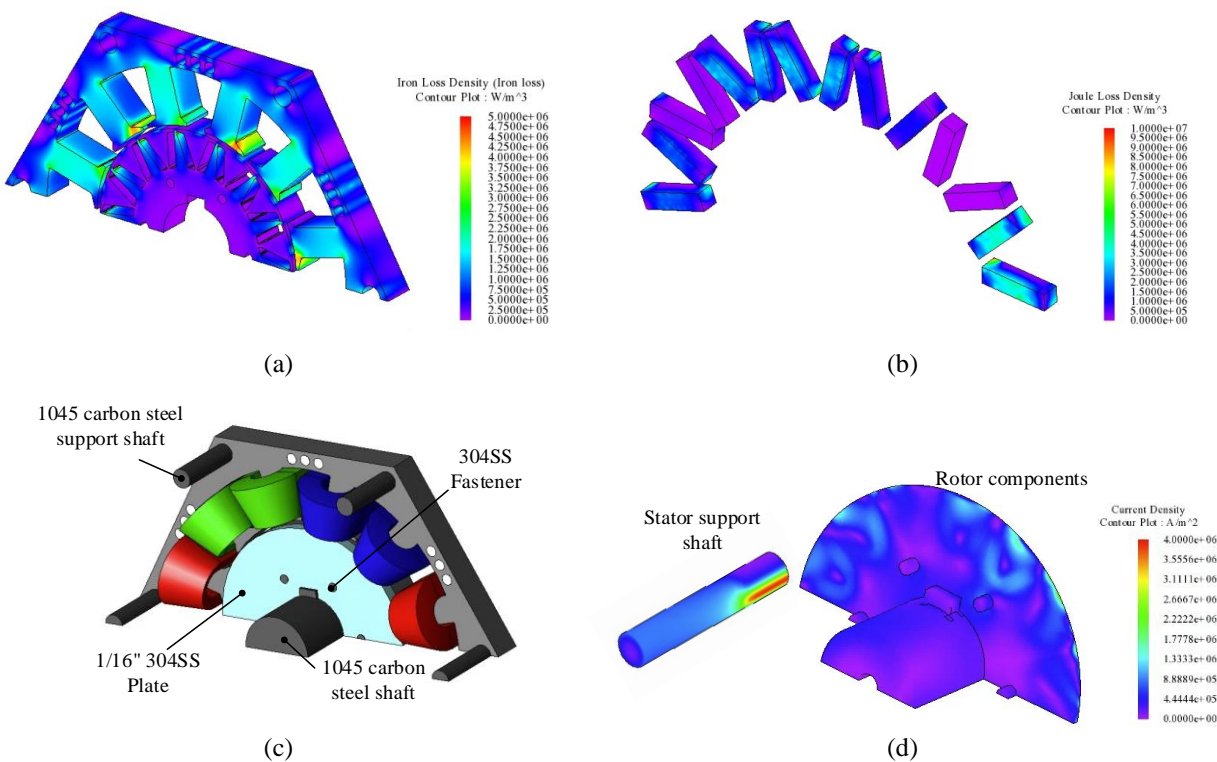 Iron Loss Density (Iron loss)
Contour Plot : W/m^3
5.0000e+06
4.7500e+06
4.5000e+06
4.2500e+06
4.0000e+06
3.7500e+06
3.5000e+06
3.2500e+06
3.0000e+06
2.7500e+06
2.5000e+06
2.2500e+06
2.0000e+06
1.7500e+06
1.5000e+06
1.2500e+06
1.0000e+06
7.5000e+05
5.0000e+05
2.5000e+05
0.0000e+00
(a)
Joule Loss Density
Contour Plot : W/m^3
1.0000e+07
9.5000e+06
9.0000e+06
8.5000e+06
8.0000e+06
7.5000e+06
7.0000e+06
6.5000e+06
6.0000e+06
5.5000e+06
5.0000e+06
4.5000e+06
4.0000e+06
3.5000e+06
3.0000e+06
2.5000e+06
2.0000e+06
1.5000e+06
1.0000e+06
5.0000e+05
0.0000e+00
(b)
1045 carbon steel
support shaft
304SS
Fastener
1/16" 304SS
Plate
1045 carbon
steel shaft
(c)
Stator support
shaft
Rotor components
Current Density
Contour Plot : A/m^2
4.0000e+06
3.5556e+06
3.1111e+06
2.6667e+06
2.2222e+06
1.7778e+06
1.3333e+06
8.8889e+05
4.4444e+05
0.0000e+00
(d)